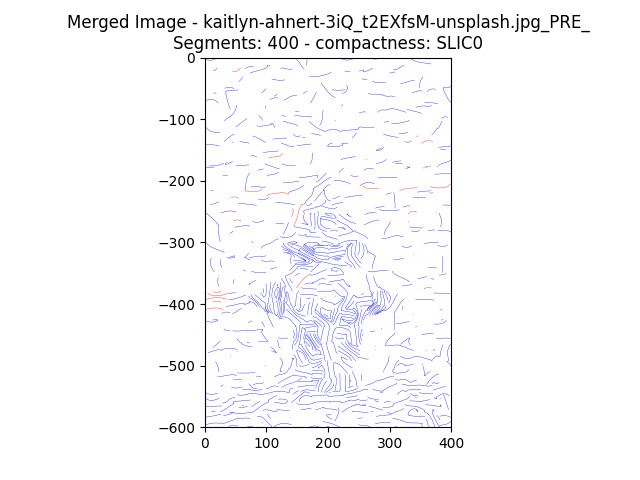 Merged Image - kaitlyn-ahnert-3iQ_t2EXfsM-unsplash.jpg_PRE_
Segments: 400 - compactness: SLIC0
0
−100
−200
−300
−400
−500
−600
0 100 200 300 400